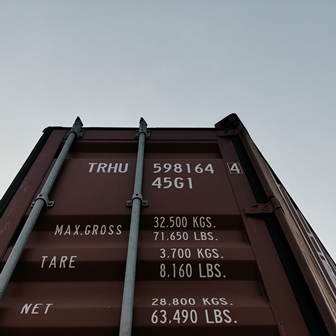 TRHU 598164 4
45G1
MAX.GROSS 32.500 KGS.
71.650 LBS.
TARE 3.700 KGS.
8.160 LBS.
NET 28.800 KGS.
63.490 LBS.